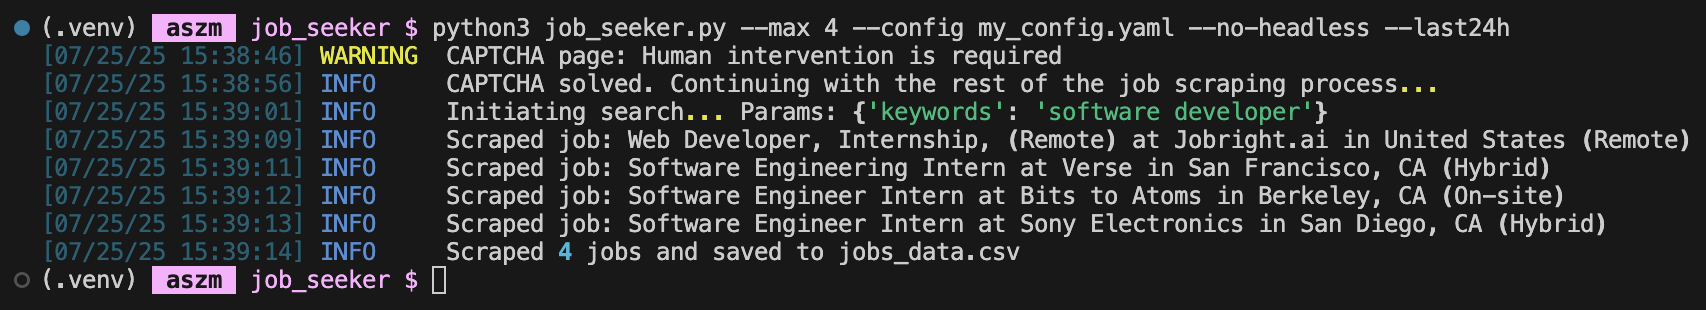 (.venv) aszm job_seeker $ python3 job_seeker.py --max 4 --config my_config.yaml --no-headless --last24h
[07/25/25 15:38:46] WARNING CAPTCHA page: Human intervention is required
[07/25/25 15:38:56] INFO CAPTCHA solved. Continuing with the rest of the job scraping process...
[07/25/25 15:39:01] INFO Initiating search... Params: {'keywords': 'software developer'}
[07/25/25 15:39:09] INFO Scraped job: Web Developer, Internship, (Remote) at Jobright.ai in United States (Remote)
[07/25/25 15:39:11] INFO Scraped job: Software Engineering Intern at Verse in San Francisco, CA (Hybrid)
[07/25/25 15:39:12] INFO Scraped job: Software Engineer Intern at Bits to Atoms in Berkeley, CA (On-site)
[07/25/25 15:39:13] INFO Scraped job: Software Engineer Intern at Sony Electronics in San Diego, CA (Hybrid)
[07/25/25 15:39:14] INFO Scraped 4 jobs and saved to jobs_data.csv
(.venv) aszm job_seeker $